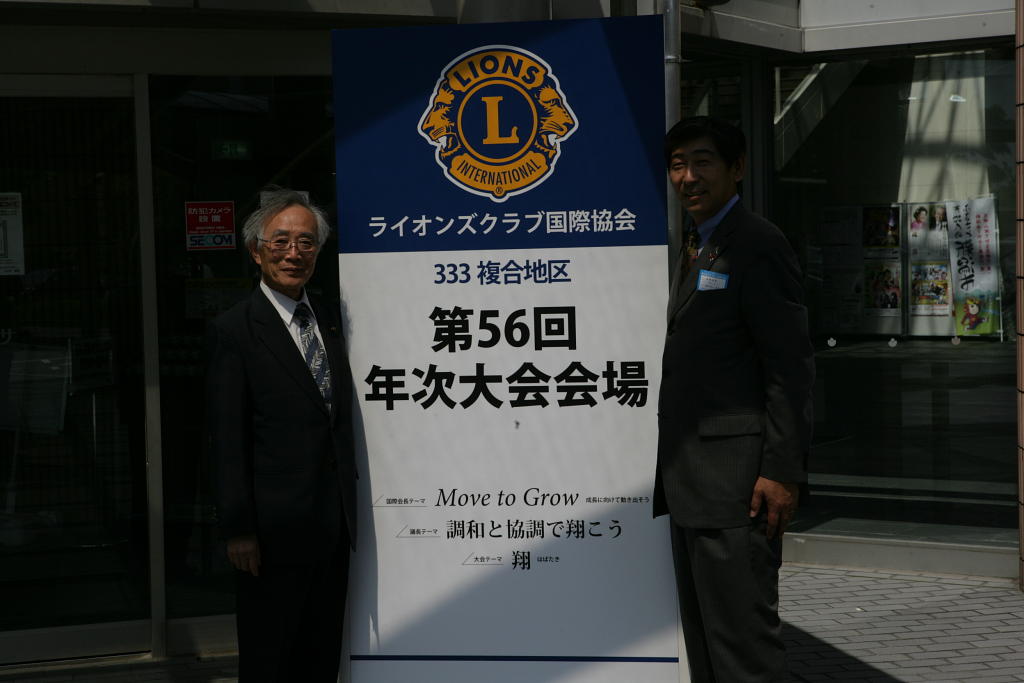 LIONS
L
INTERNATIONAL
®
ライオンズクラブ国際協会
333 複合地区
第56回
年次大会会場
国際会長テーマ Move to Grow 成長に向けて動き出そう
議長テーマ 調和と協調で翔こう
大会テーマ 翔 はばたき
防犯カメラ
設置
SECOM